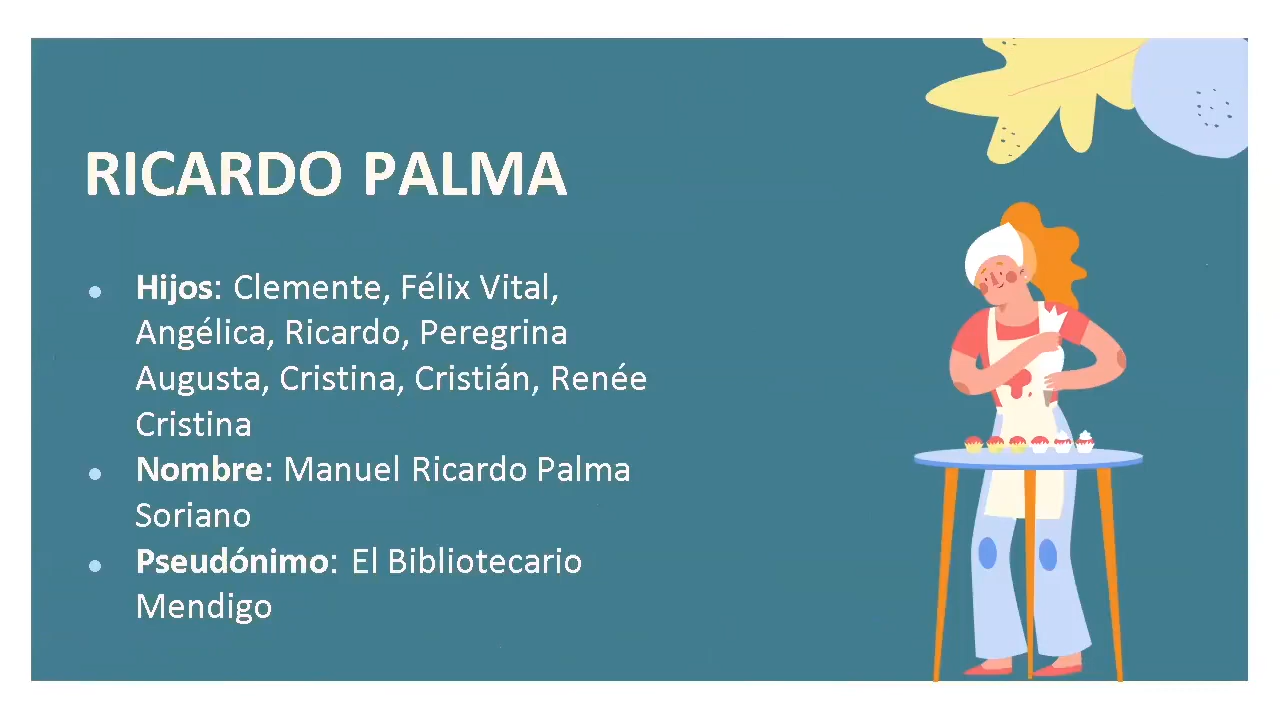 RICARDO PALMA
• Hijos: Clemente, Félix Vital,
Angélica, Ricardo, Peregrina
Augusta, Cristina, Cristián, Renée
Cristina
• Nombre: Manuel Ricardo Palma
Soriano
• Pseudónimo: El Bibliotecario
Mendigo